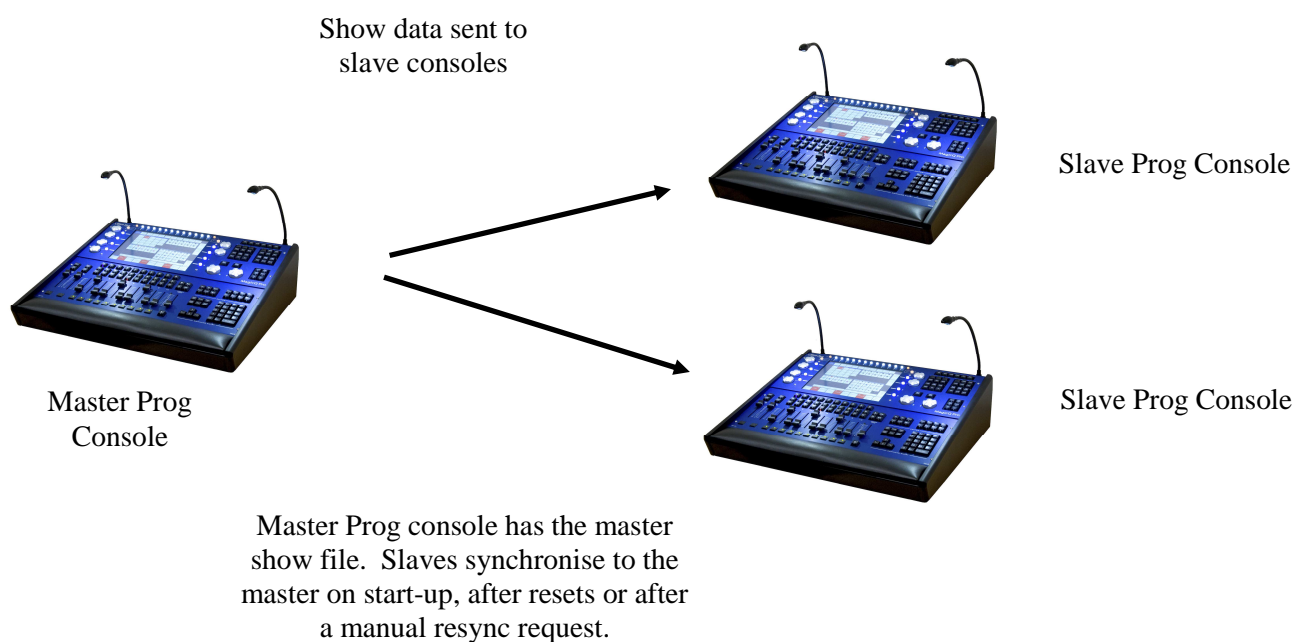 Show data sent to
slave consoles
Slave Prog Console
Master Prog
Console
Slave Prog Console
Master Prog console has the master
show file.  Slaves synchronise to the
master on start-up, after resets or after
a manual resync request.